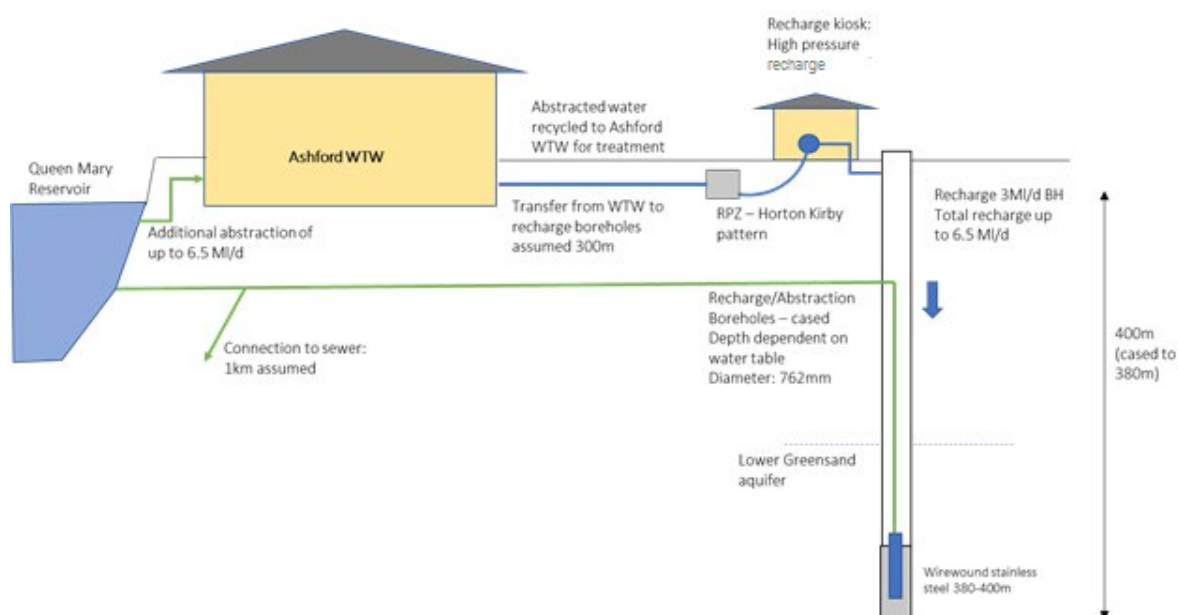 Recharge kiosk:
High pressure
recharge
Abstracted water
recycled to Ashford
WTW for treatment
Ashford WTW
Queen Mary
Reservoir
Additional abstraction of
up to 6.5 Ml/d
Transfer from WTW to
recharge boreholes
assumed 300m
RPZ – Horton Kirby
pattern
Recharge 3Ml/d BH
Total recharge up
to 6.5 Ml/d
Connection to sewer:
1km assumed
Recharge/Abstraction
Boreholes – cased
Depth dependent on
water table
Diameter: 762mm
400m
(cased to
380m)
Lower Greensand
aquifer
Wirewound stainless
steel 380-400m